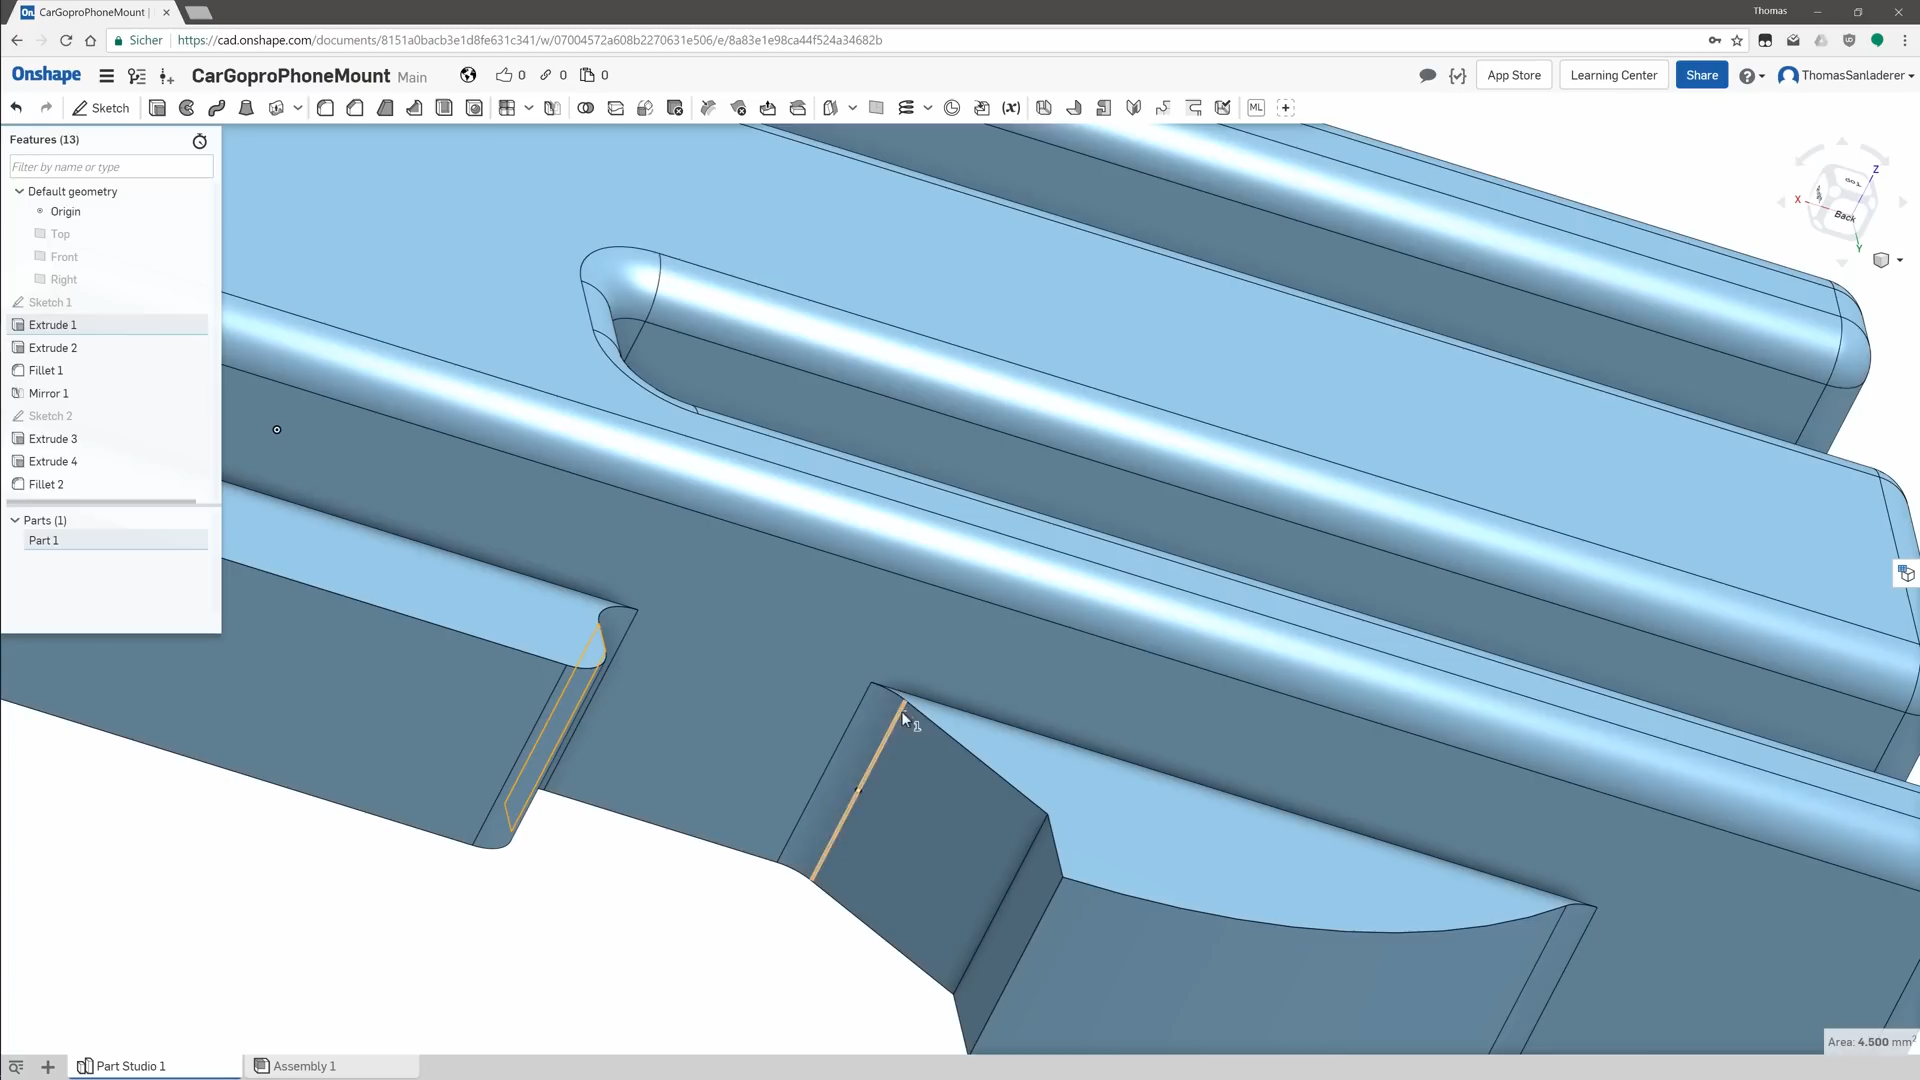 CarGoproPhoneMount
Thomas
Sicher
https://cad.onshape.com/documents/8151a0bacb3e1d8fe631c341/w/07004572a608b2270631e506/e/8a83e1e98ca44f524a34682b
Onshape
CarGoproPhoneMount Main
0
0
0
App Store
Learning Center
Share
ThomasSanladerer
Sketch
(x)
ML
Features (13)
Filter by name or type
Default geometry
Origin
Top
Front
Right
Sketch 1
Extrude 1
Extrude 2
Fillet 1
Mirror 1
Sketch 2
Extrude 3
Extrude 4
Fillet 2
Parts (1)
Part 1
Z
X
Back
Y
1
Area: 4.500 mm²
Part Studio 1
Assembly 1